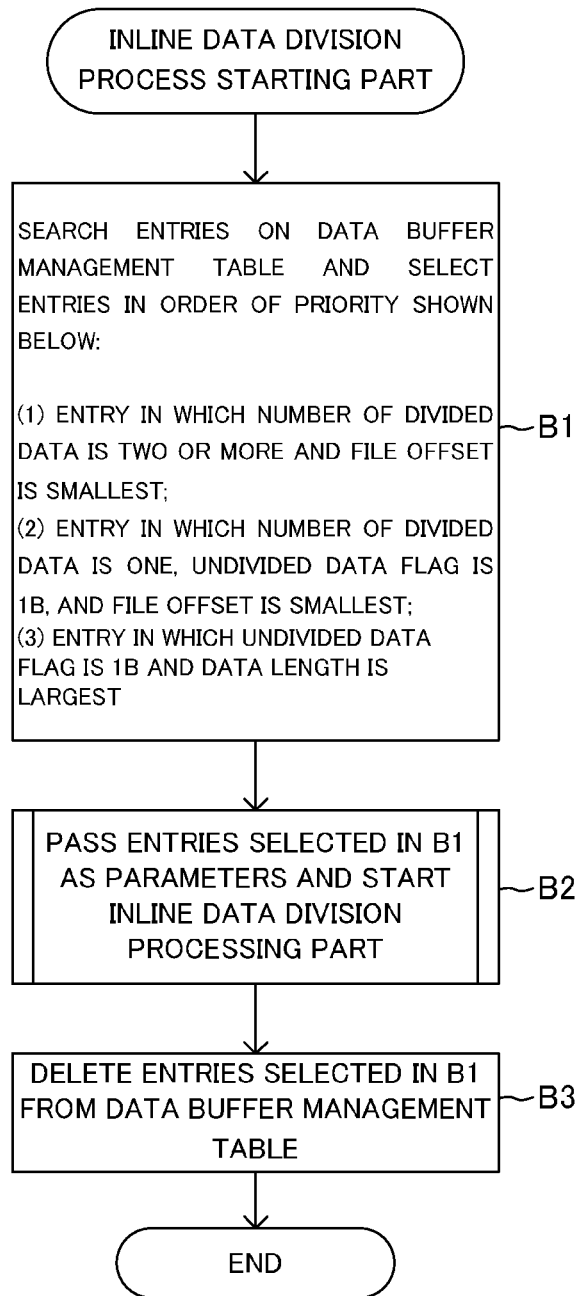 INLINE DATA DIVISION
PROCESS STARTING PART
SEARCH ENTRIES ON DATA BUFFER
MANAGEMENT TABLE AND SELECT
ENTRIES IN ORDER OF PRIORITY SHOWN
BELOW:
(1) ENTRY IN WHICH NUMBER OF DIVIDED
DATA IS TWO OR MORE AND FILE OFFSET
IS SMALLEST;
(2) ENTRY IN WHICH NUMBER OF DIVIDED
DATA IS ONE, UNDIVIDED DATA FLAG IS
1B, AND FILE OFFSET IS SMALLEST;
(3) ENTRY IN WHICH UNDIVIDED DATA
FLAG IS 1B AND DATA LENGTH IS
LARGEST
B1
PASS ENTRIES SELECTED IN B1
AS PARAMETERS AND START
INLINE DATA DIVISION
PROCESSING PART
B2
DELETE ENTRIES SELECTED IN B1
FROM DATA BUFFER MANAGEMENT
TABLE
B3
END